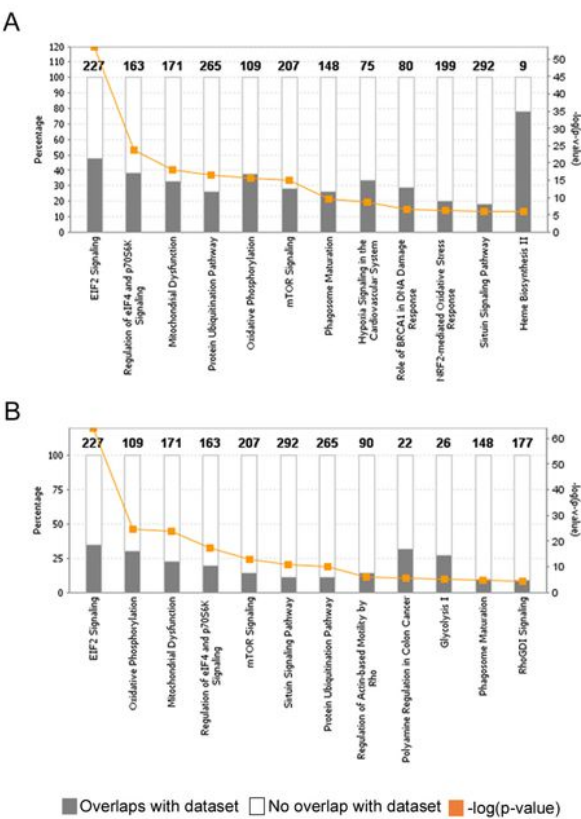 A
227 163 171 265 109 207 148 75 80 199 292 9
120
110
100
90
80
70
60
50
40
30
20
10
0
Percentage
50
45
40
35
30
25
20
15
10
5
0
-log(p-value)
EIF2 Signaling
Regulation of eIF4 and p70S6K
Signaling
Mitochondrial Dysfunction
Protein Ubiquitination Pathway
Oxidative Phosphorylation
mTOR Signaling
Phagosome Maturation
Hypoxia Signaling in the
Cardiovascular System
Role of BRCA1 in DNA Damage
Response
NRF2-mediated Oxidative Stress
Response
Sirtuin Signaling Pathway
Heme Biosynthesis II
B
227 109 171 163 207 292 265 90 22 26 148 177
100
75
50
25
0
Percentage
60
50
40
30
20
10
0
-log(p-value)
EIF2 Signaling
Oxidative Phosphorylation
Mitochondrial Dysfunction
Regulation of eIF4 and p70S6K
Signaling
mTOR Signaling
Sirtuin Signaling Pathway
Protein Ubiquitination Pathway
Regulation of Actin-based Motility by
Rho
Polyamine Regulation in Colon Cancer
Glycolysis I
Phagosome Maturation
RhoGDI Signaling
Overlaps with dataset No overlap with dataset -log(p-value)